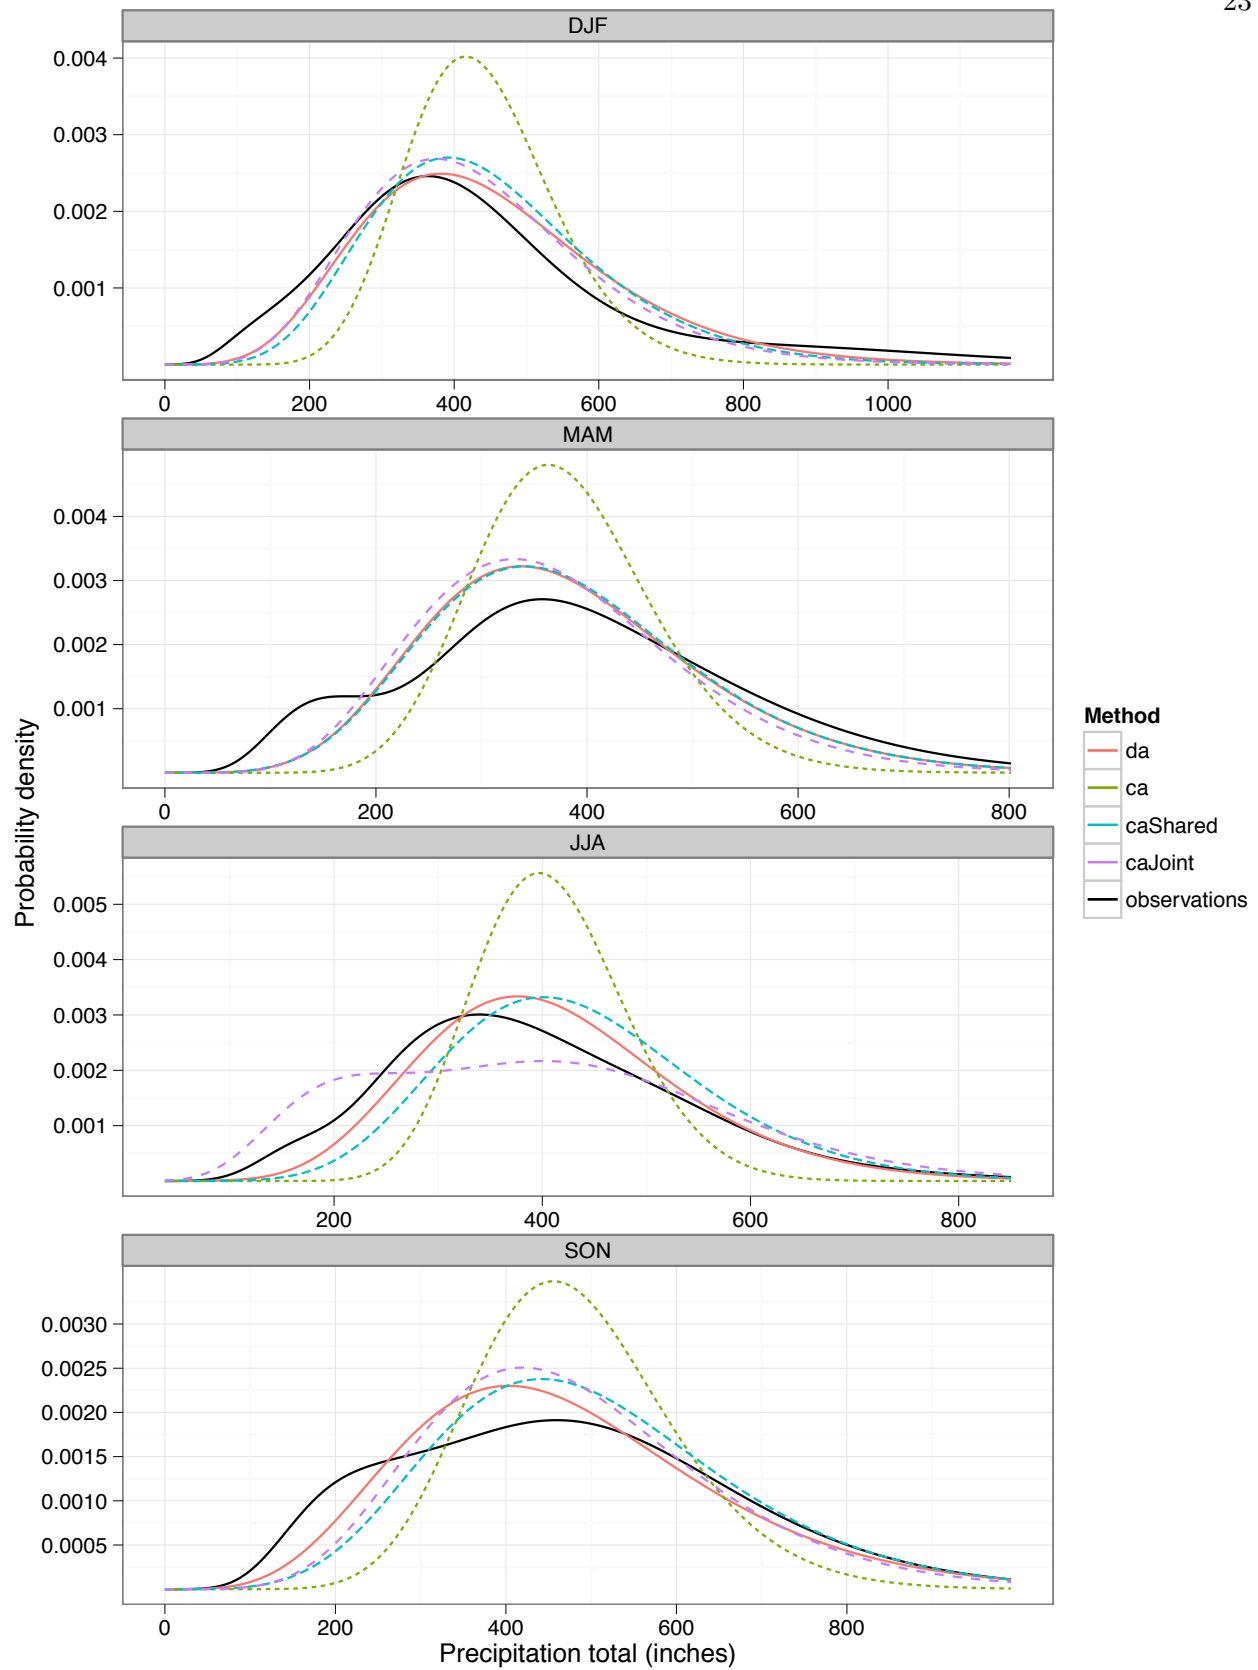 23
DJF
0.004
0.003
0.002
0.001
0 200 400 600 800 1000
MAM
0.004
0.003
0.002
0.001
0 200 400 600 800
JJA
0.005
0.004
0.003
0.002
0.001
200 400 600 800
SON
0.0030
0.0025
0.0020
0.0015
0.0010
0.0005
0 200 400 600 800
Precipitation total (inches)
Probability density
Method
da
ca
caShared
caJoint
observations